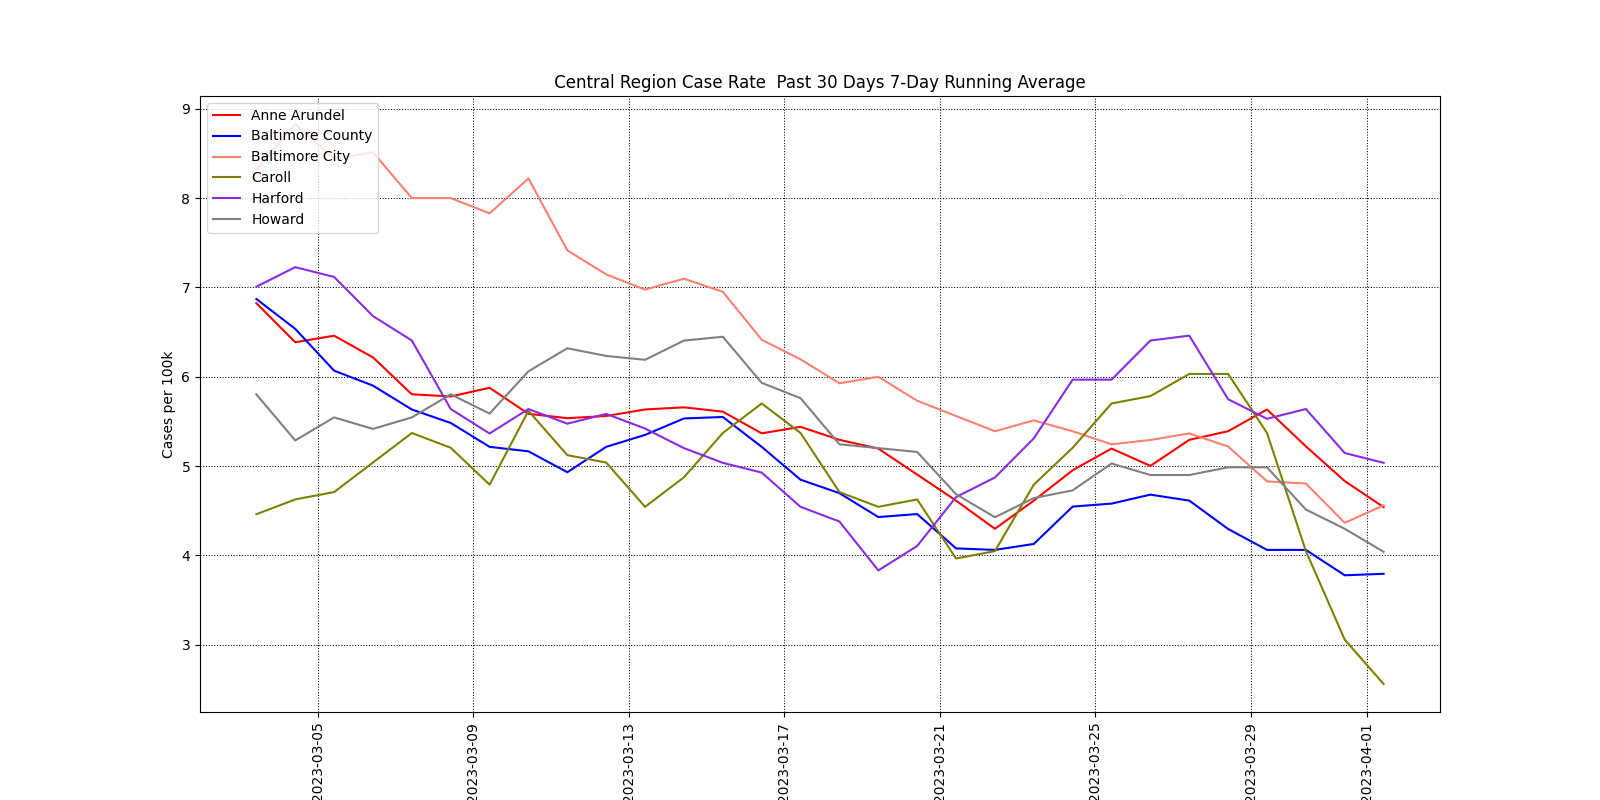 Central Region Case Rate  Past 30 Days 7-Day Running Average
Cases per 100k
9
8
7
6
5
4
3
Anne Arundel
Baltimore County
Baltimore City
Caroll
Harford
Howard
2023-03-05
2023-03-09
2023-03-13
2023-03-17
2023-03-21
2023-03-25
2023-03-29
2023-04-01